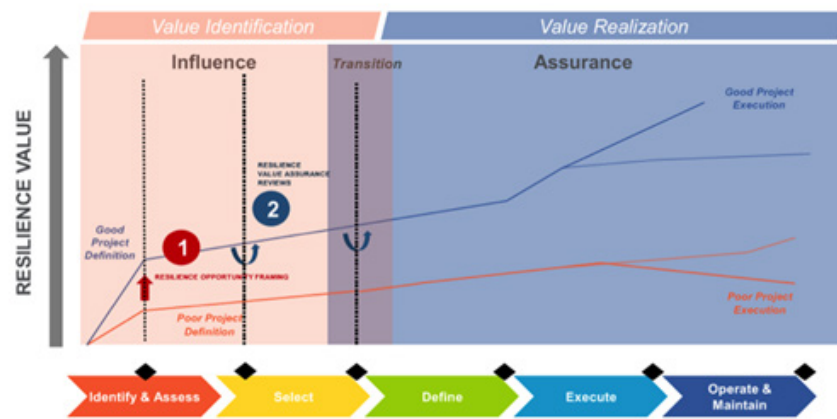 Value Identification
Value Realization
Influence
Transition
Assurance
RESILIENCE VALUE
Good Project
Execution
RESILIENCE
VALUE ASSURANCE
REVIEWS
2
Good
Project
Definition
1
RESILIENCE OPPORTUNITY FRAMING
Poor Project
Definition
Poor Project
Execution
Identify & Assess
Select
Define
Execute
Operate &
Maintain